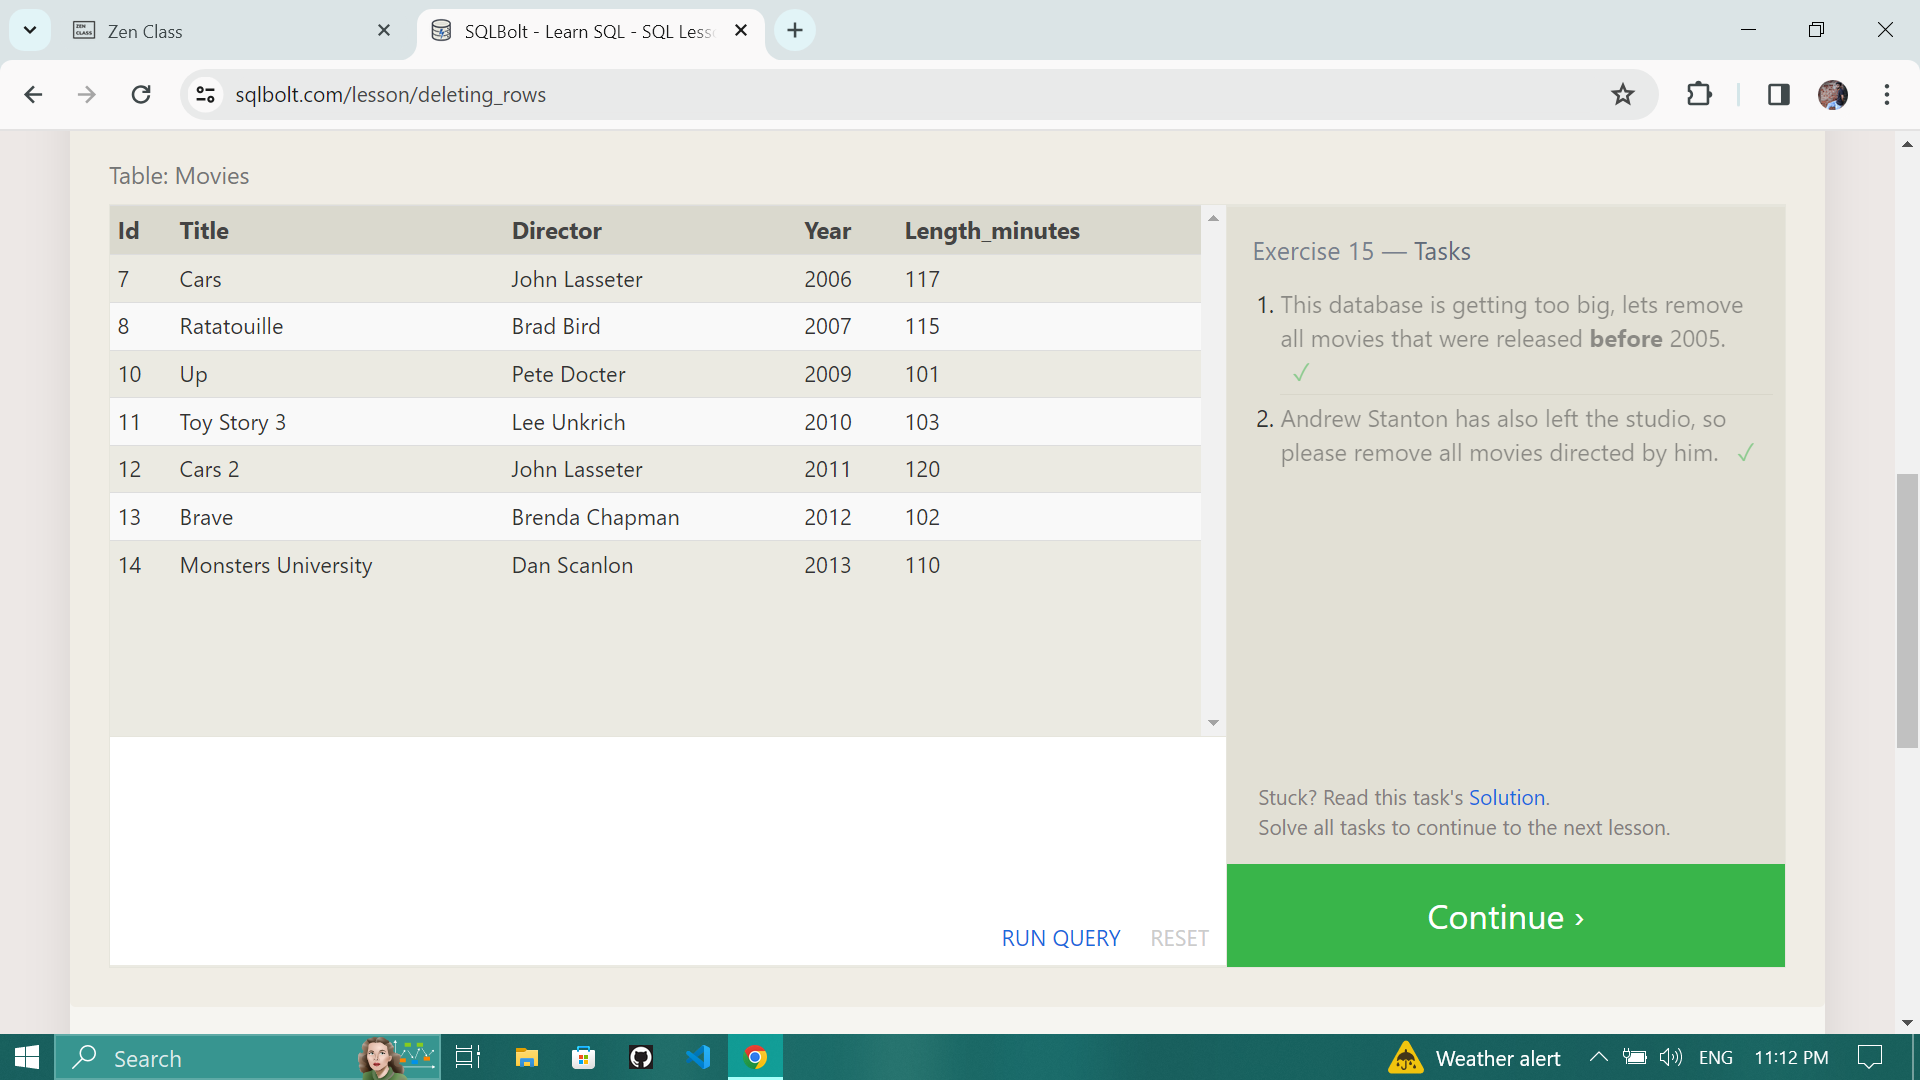 Zen Class
SQLBolt - Learn SQL - SQL Less
sqlbolt.com/lesson/deleting_rows
Table: Movies
Id Title Director Year Length_minutes
7 Cars John Lasseter 2006 117
8 Ratatouille Brad Bird 2007 115
10 Up Pete Docter 2009 101
11 Toy Story 3 Lee Unkrich 2010 103
12 Cars 2 John Lasseter 2011 120
13 Brave Brenda Chapman 2012 102
14 Monsters University Dan Scanlon 2013 110
RUN QUERY RESET
Exercise 15 — Tasks
1. This database is getting too big, lets remove
all movies that were released before 2005.
✓
2. Andrew Stanton has also left the studio, so
please remove all movies directed by him. ✓
Stuck? Read this task's Solution.
Solve all tasks to continue to the next lesson.
Continue ›
Search
Weather alert
ENG
11:12 PM